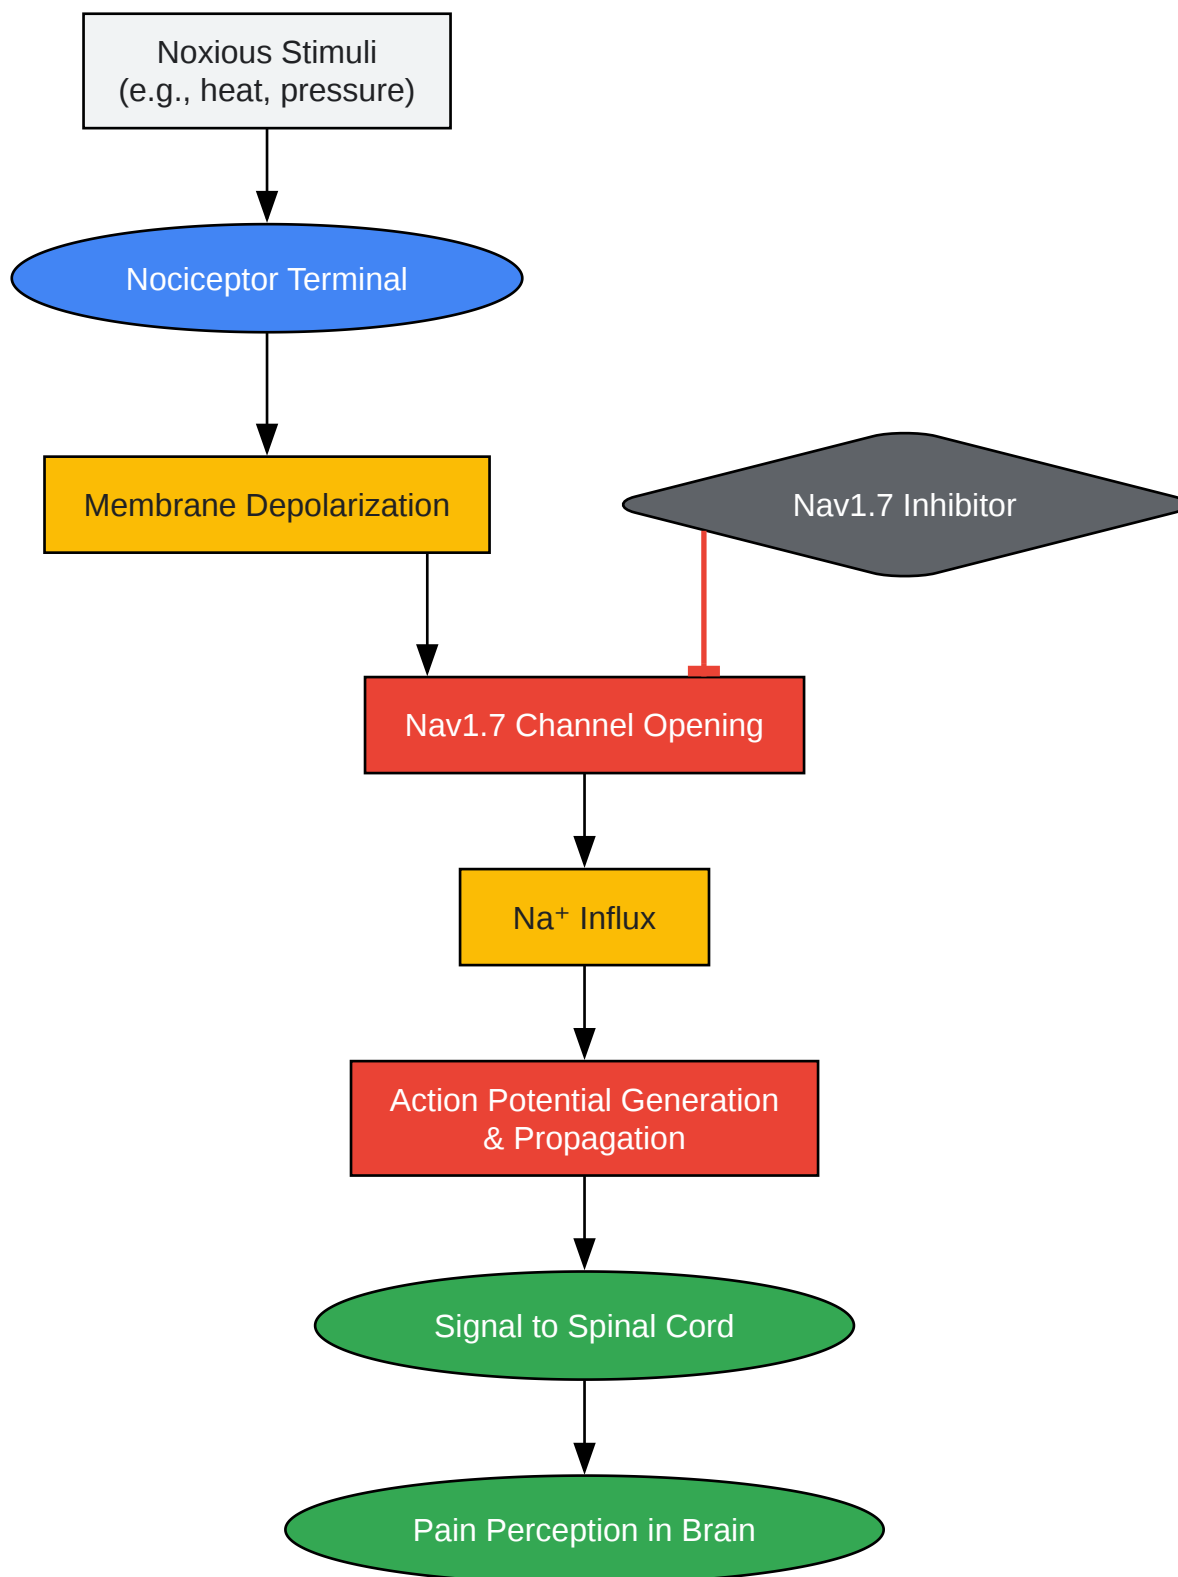 Noxious Stimuli
(e.g., heat, pressure)
Nociceptor Terminal
Membrane Depolarization
Nav1.7 Inhibitor
Nav1.7 Channel Opening
Na⁺ Influx
Action Potential Generation
& Propagation
Signal to Spinal Cord
Pain Perception in Brain